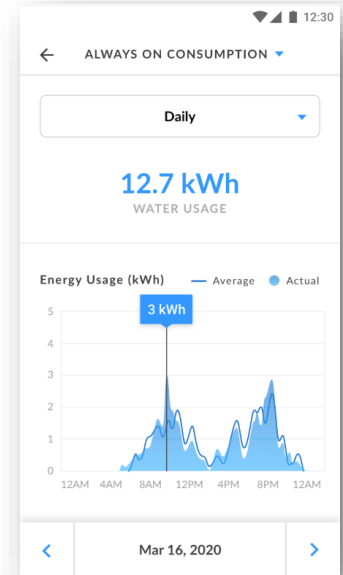 12:30
ALWAYS ON CONSUMPTION
Daily
12.7 kWh
WATER USAGE
Energy Usage (kWh) Average Actual
3 kWh
5
4
3
2
1
0
12AM 4AM 8AM 12PM 4PM 8PM 12AM
Mar 16, 2020